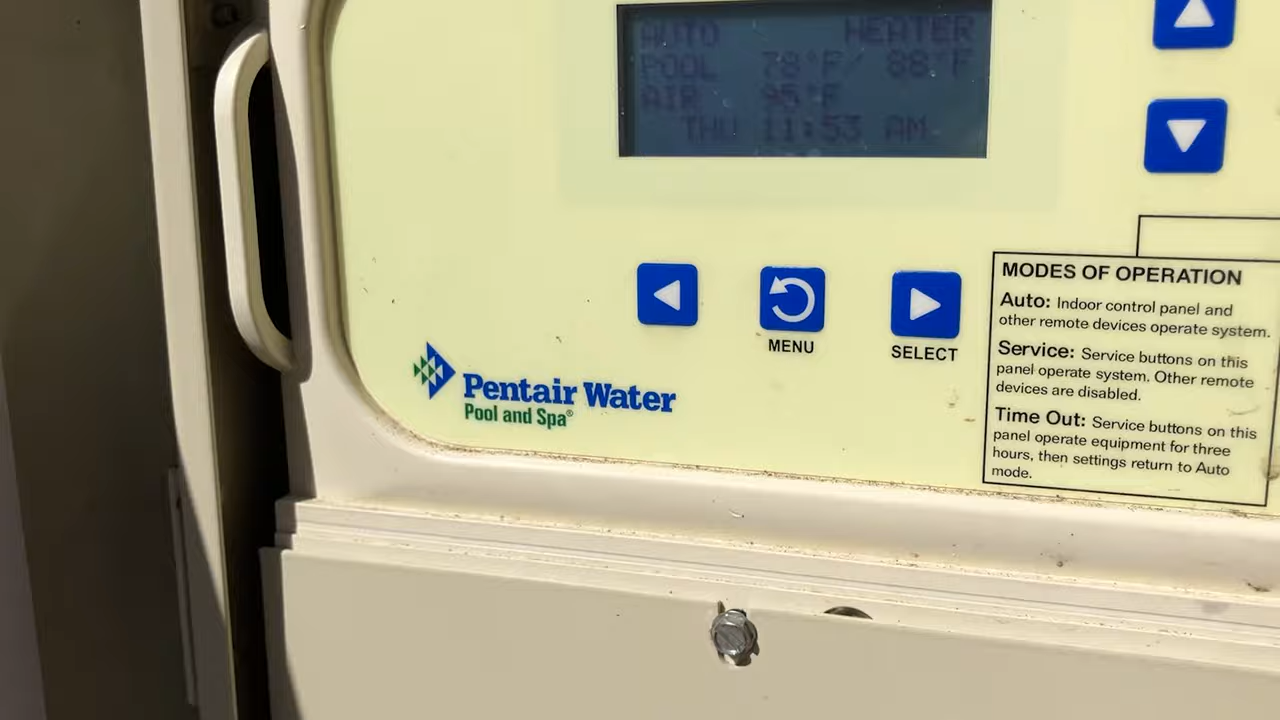 AUTO HEATER
POOL 78°F/ 88°F
AIR 95°F
THU 11:53 AM
MENU
SELECT
Pentair Water
Pool and Spa®
MODES OF OPERATION
Auto: Indoor control panel and
other remote devices operate system.
Service: Service buttons on this
panel operate system. Other remote
devices are disabled.
Time Out: Service buttons on this
panel operate equipment for three
hours, then settings return to Auto
mode.